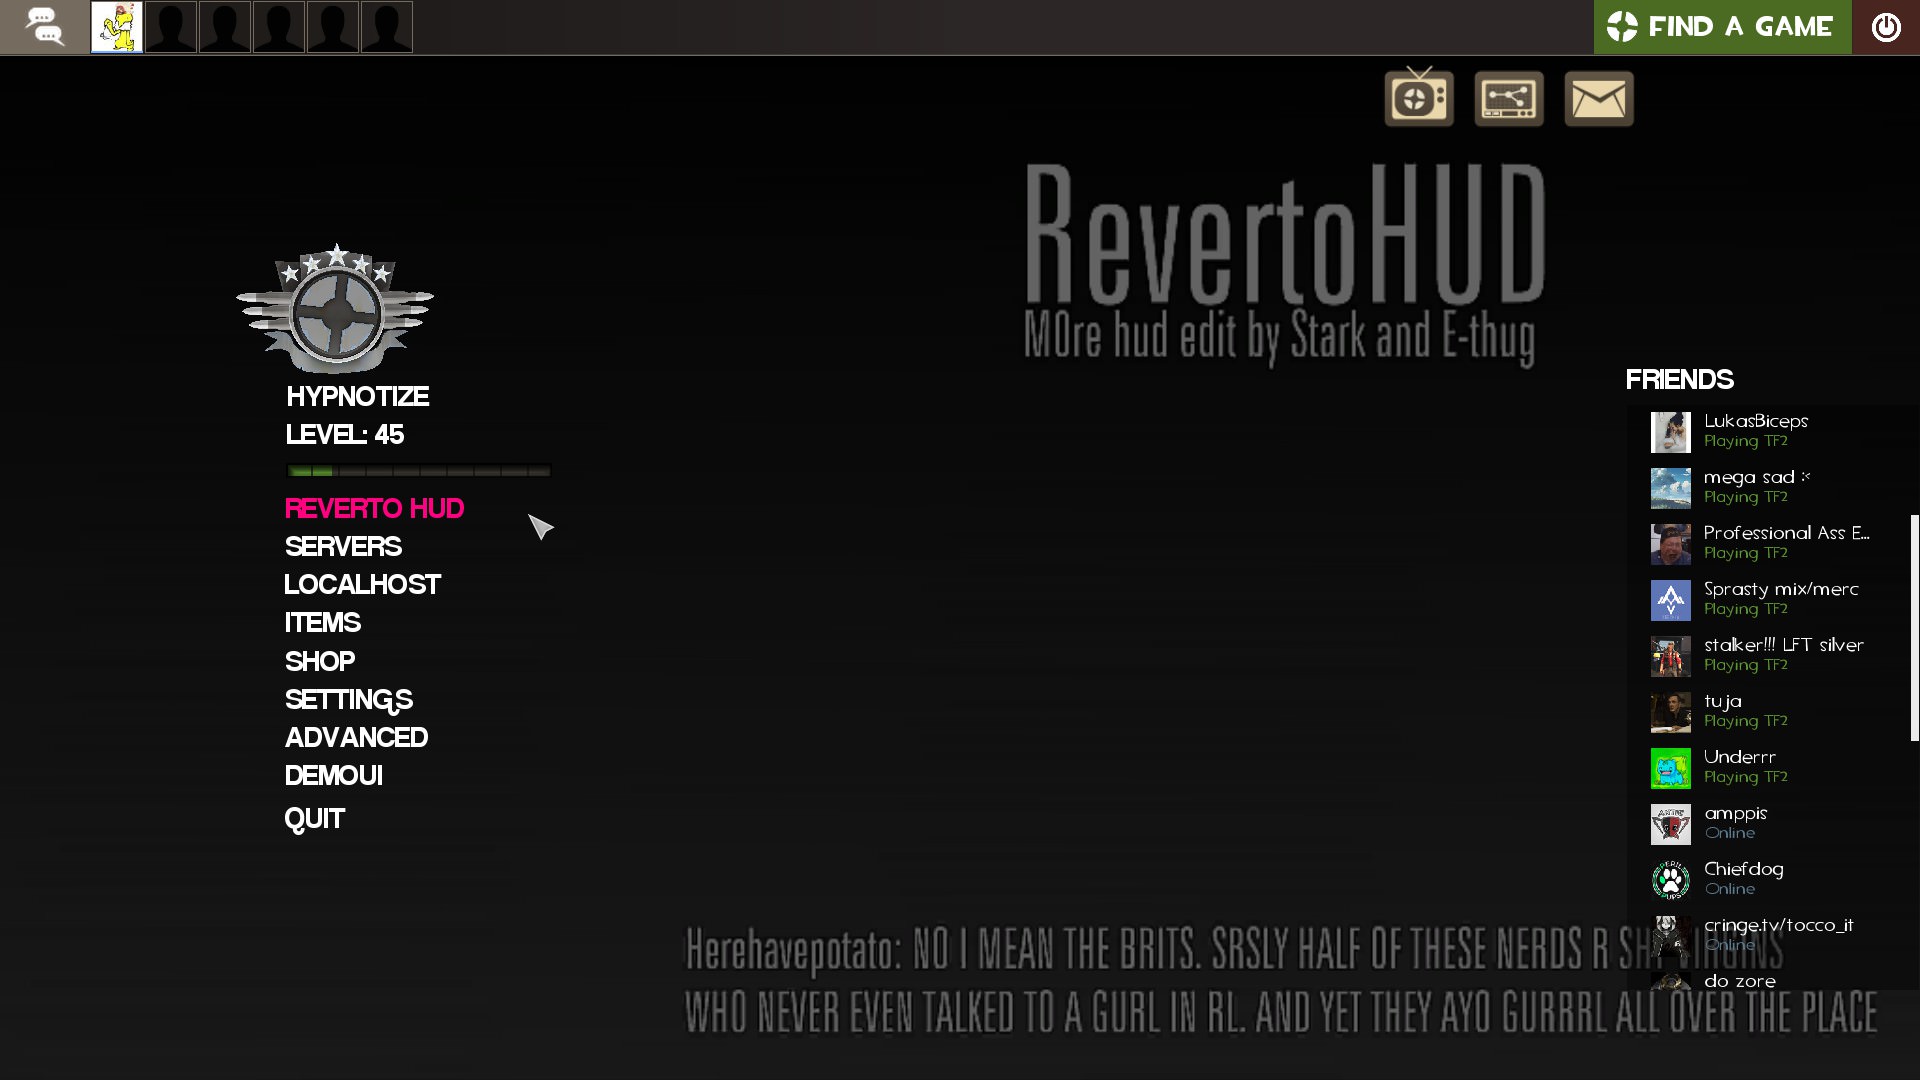 FIND A GAME
RevertoHUD
M0re hud edit by Stark and E-thug
HYPNOTIZE
LEVEL: 45
REVERTO HUD
SERVERS
LOCALHOST
ITEMS
SHOP
SETTINGS
ADVANCED
DEMOUI
QUIT
FRIENDS
LukasBiceps
Playing TF2
mega sad :<
Playing TF2
Professional Ass E...
Playing TF2
Sprasty mix/merc
Playing TF2
stalker!!! LFT silver
Playing TF2
tuja
Playing TF2
Underrr
Playing TF2
amppis
Online
Chiefdog
Online
cringe.tv/tocco_it
Online
do zore
Herehavepotato: NO I MEAN THE BRITS. SRSLY HALF OF THESE NERDS R
WHO NEVER EVEN TALKED TO A GURL IN RL. AND YET THEY AYO GURRRL ALL OVER THE PLACE